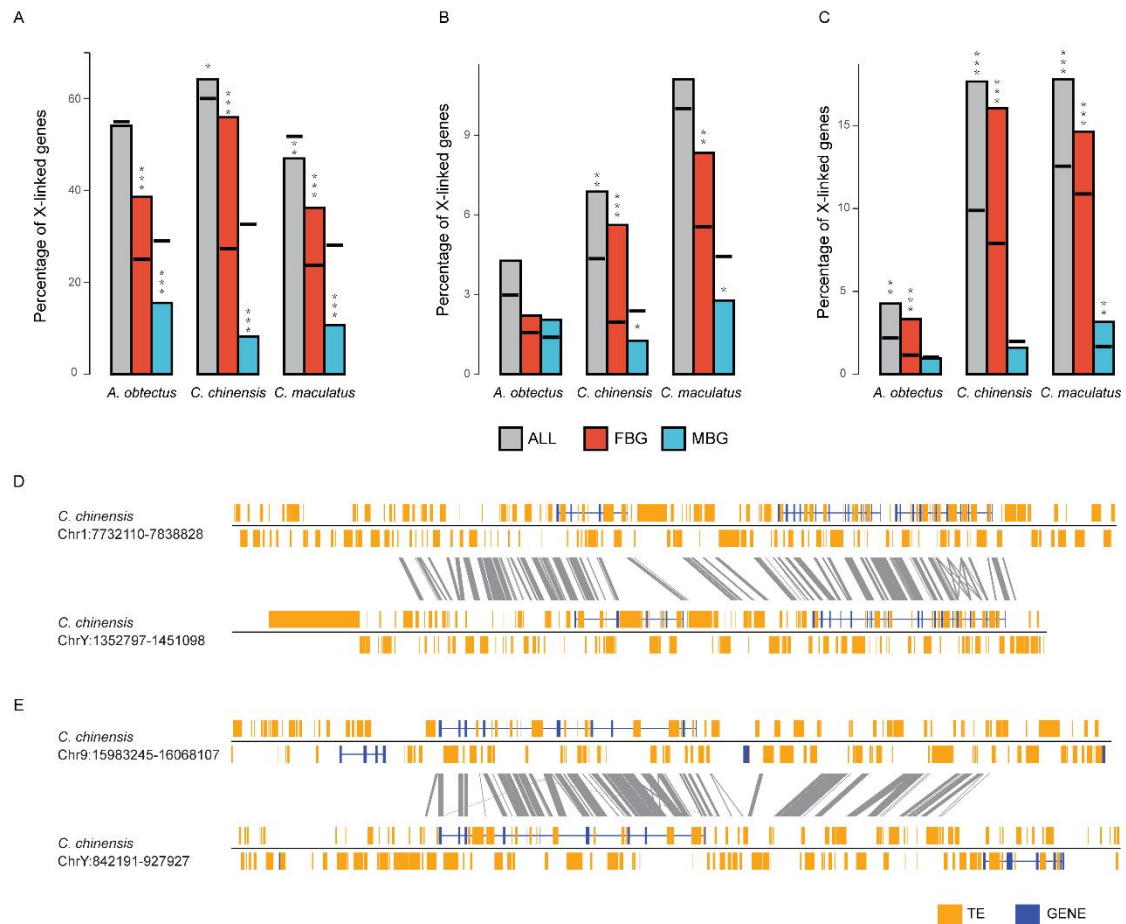 A
B
C
Percentage of X-linked genes
60
40
20
0
* *** *** *** *** ** *** ***
A. obtectus C. chinensis C. maculatus
Percentage of X-linked genes
9
6
3
0
** *** * ** *
A. obtectus C. chinensis C. maculatus
Percentage of X-linked genes
15
10
5
0
** *** *** *** *** *** **
A. obtectus C. chinensis C. maculatus
ALL FBG MBG
D
C. chinensis
Chr1:7732110-7838828
C. chinensis
ChrY:1352797-1451098
E
C. chinensis
Chr9:15983245-16068107
C. chinensis
ChrY:842191-927927
TE GENE